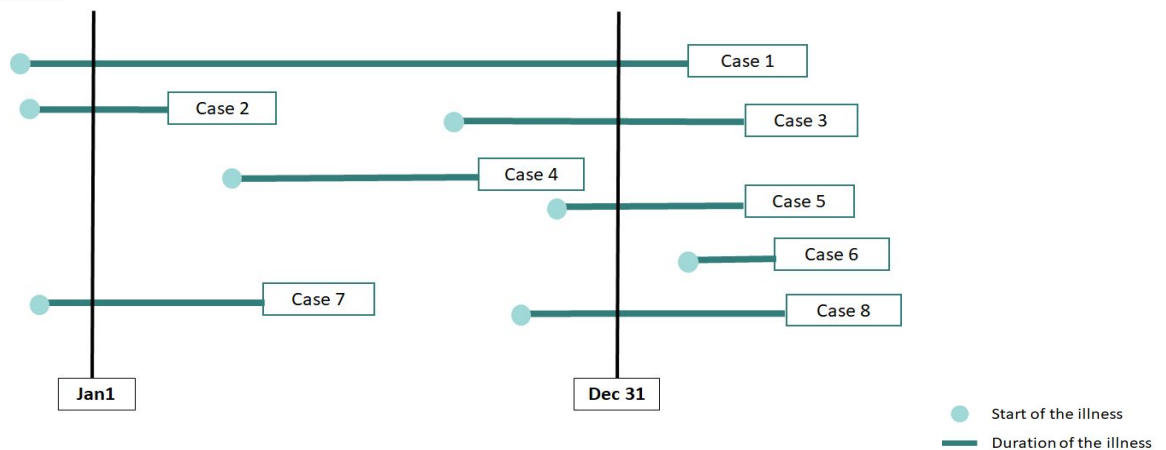 Case 1
Case 2
Case 3
Case 4
Case 5
Case 6
Case 7
Case 8
Jan1
Dec 31
Start of the illness
Duration of the illness